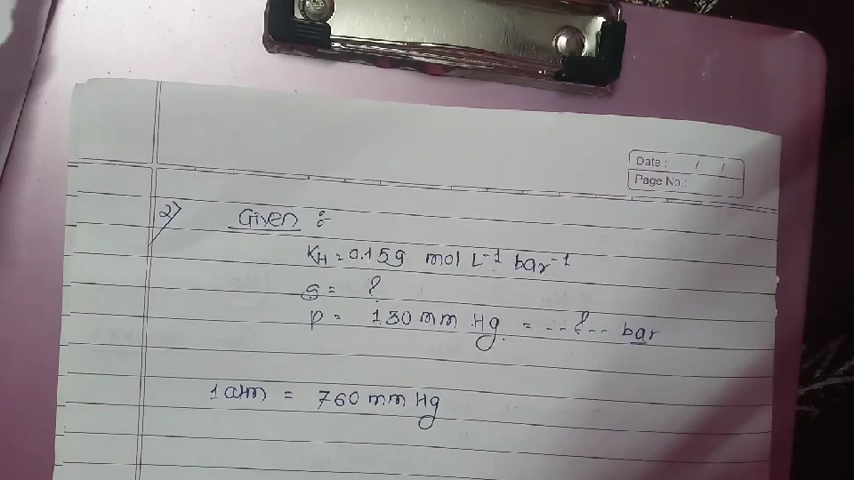 Date : / /
Page No :
2) Given :
KH = 0.159 mol L⁻¹ bar⁻¹
S = ?
P = 130 mm Hg = --?-- bar
1 atm = 760 mm Hg